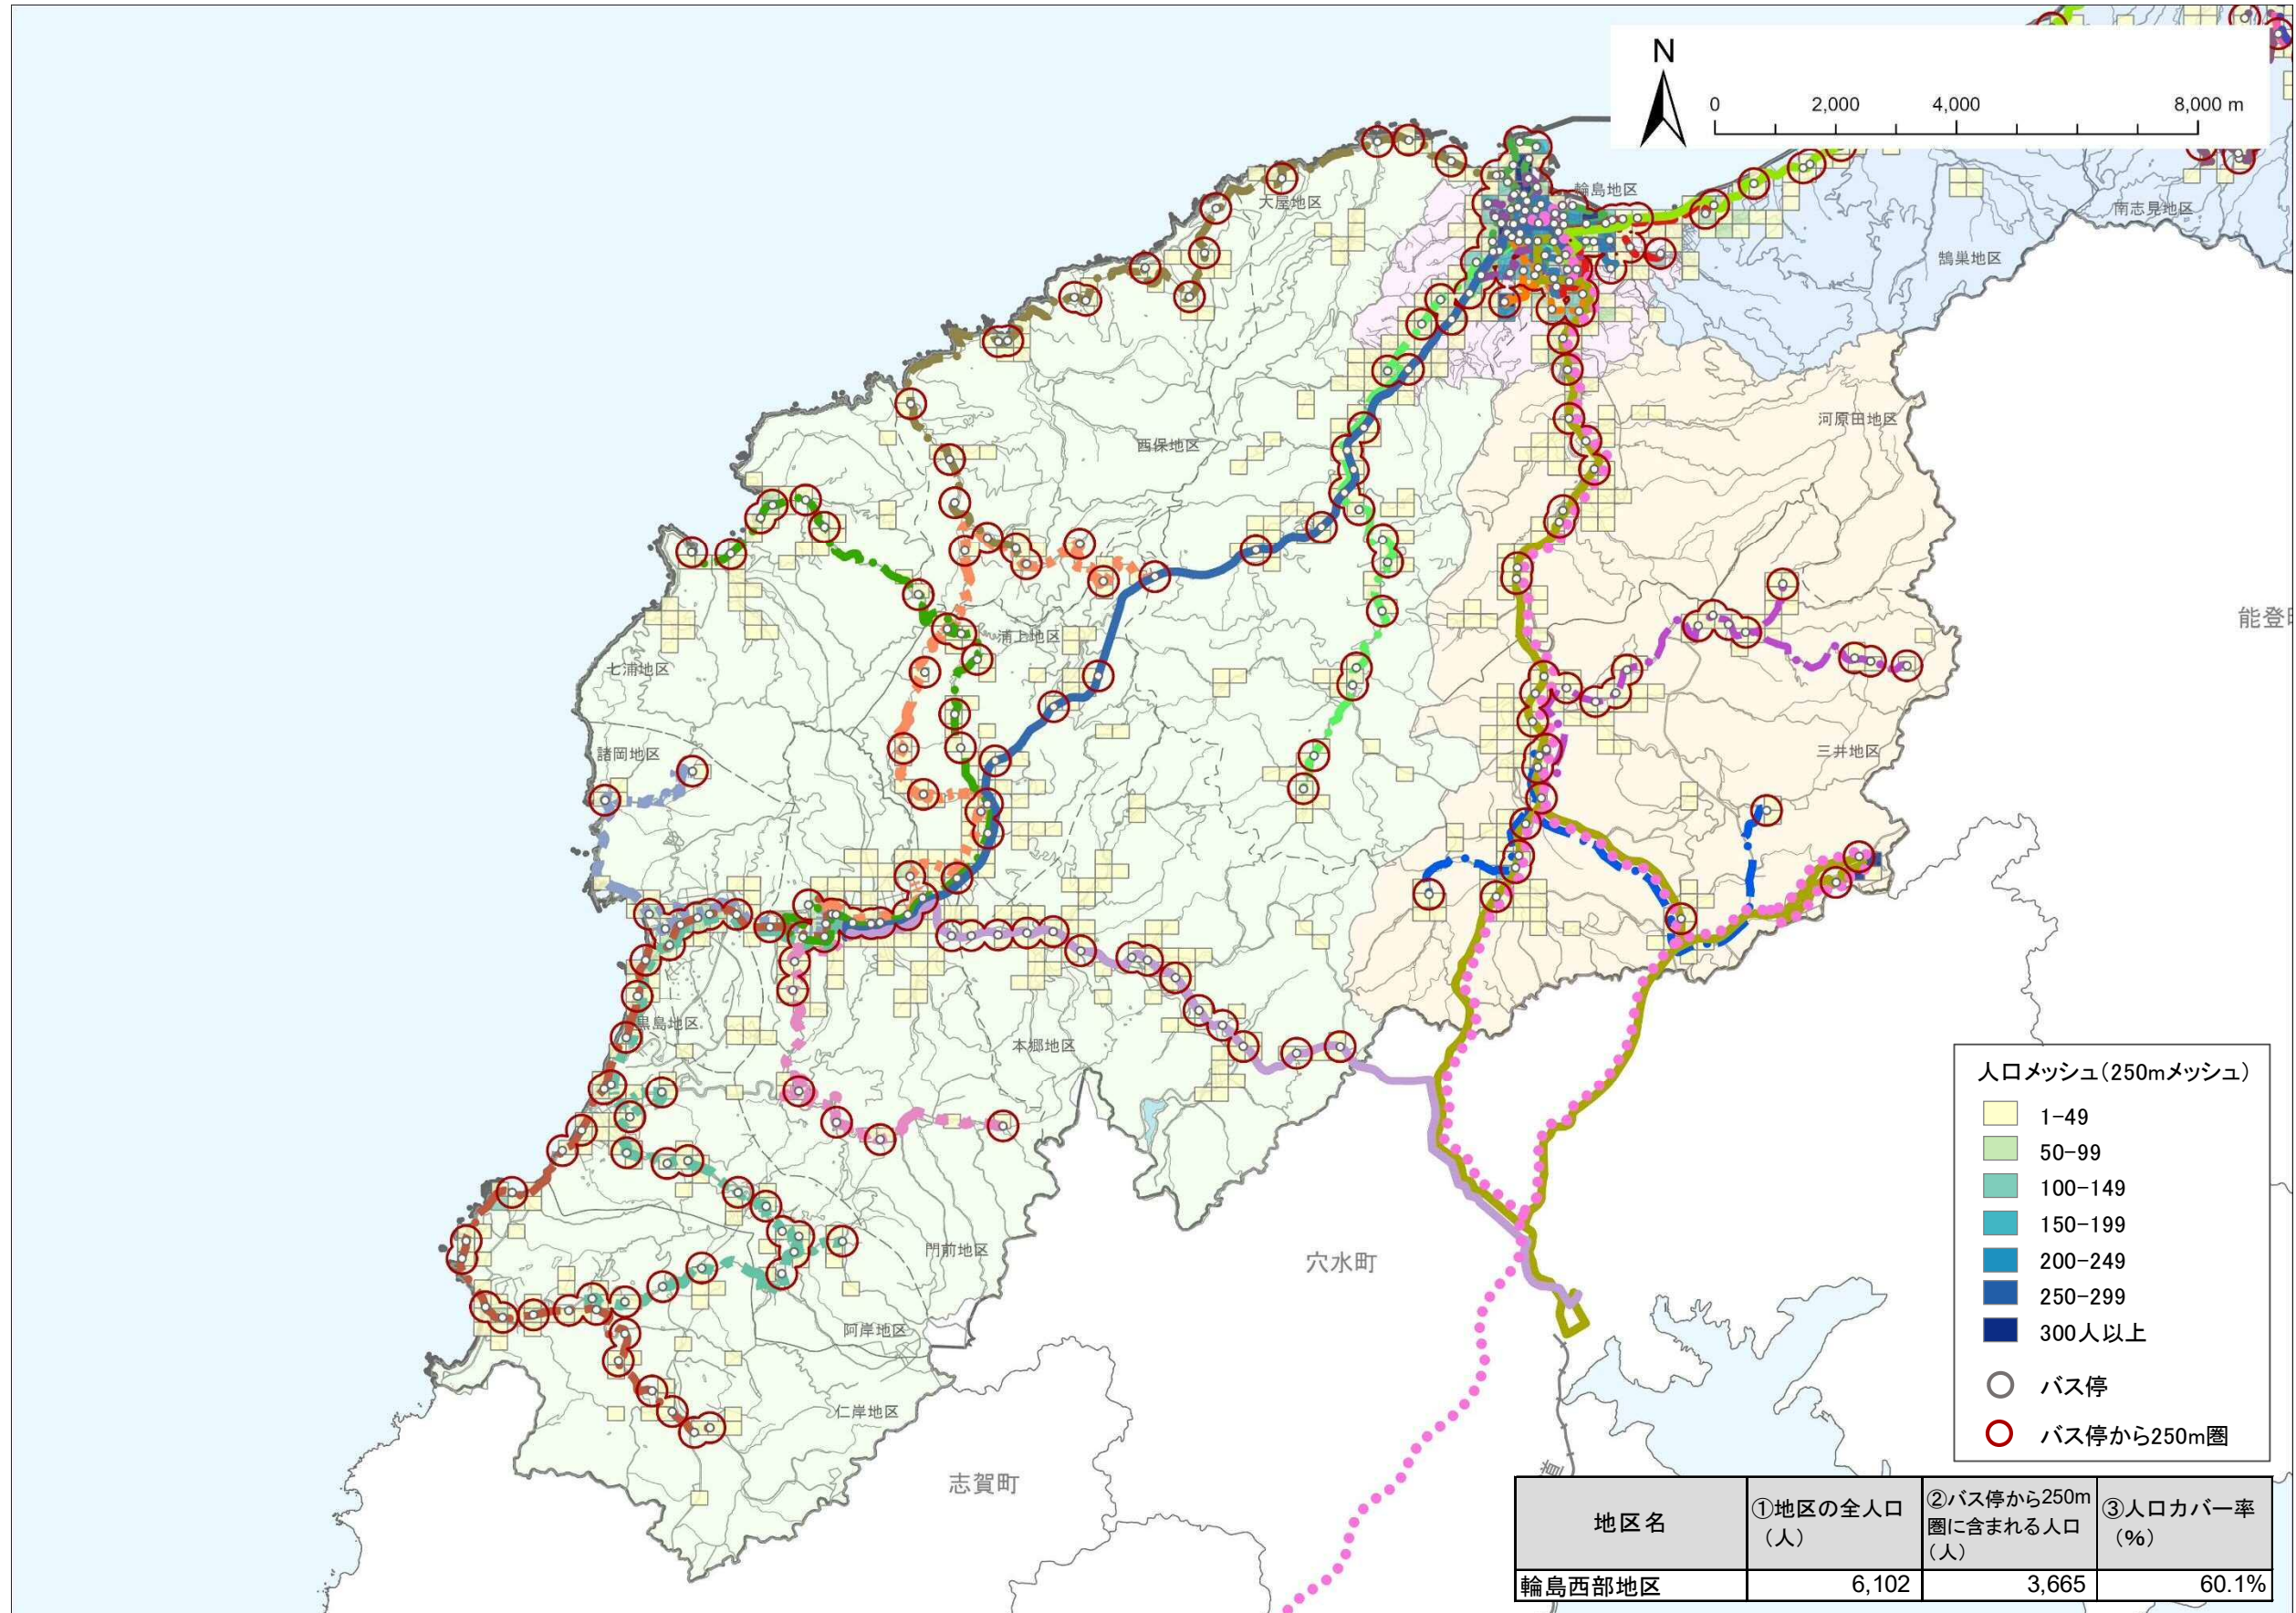 N
0 2,000 4,000 8,000 m
輪島地区
大屋地区
南志見地区
鵠巣地区
河原田地区
西保地区
浦上地区
七浦地区
諸岡地区
三井地区
黒島地区
本郷地区
門前地区
阿岸地区
仁岸地区
穴水町
志賀町
能登
道
人口メッシュ(250mメッシュ)
1-49
50-99
100-149
150-199
200-249
250-299
300人以上
バス停
バス停から250m圏
地区名 ①地区の全人口(人) ②バス停から250m圏に含まれる人口(人) ③人口カバー率(%)
輪島西部地区 6,102 3,665 60.1%